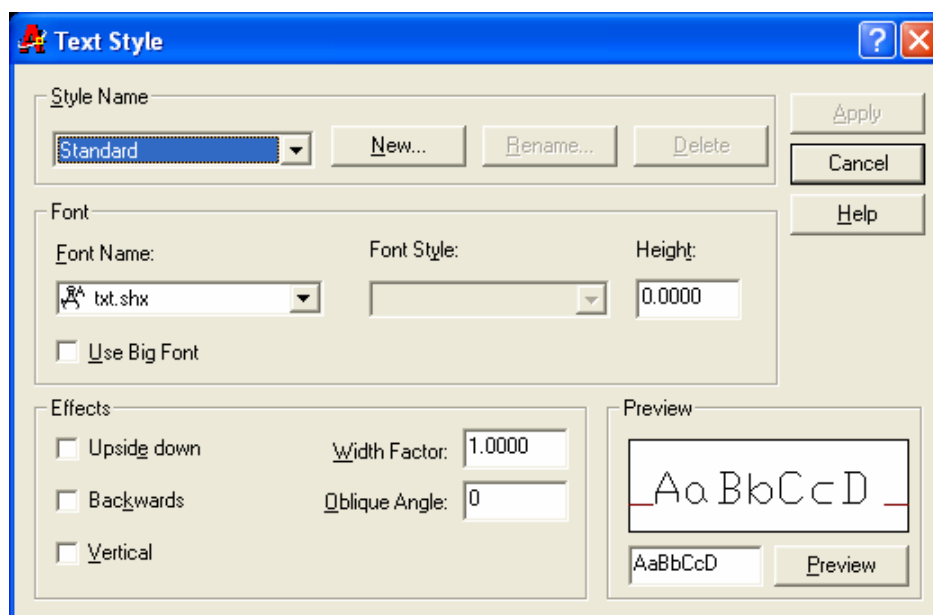 Text Style
Style Name
Standard New... Rename... Delete Apply
Cancel
Font Help
Font Name: Font Style: Height:
txt.shx 0.0000
Use Big Font
Effects Preview
Upside down Width Factor: 1.0000 AaBbCcD
Backwards Oblique Angle: 0
Vertical AaBbCcD Preview